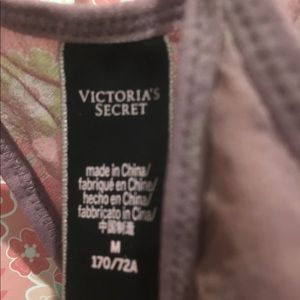 VICTORIA'S
SECRET
made in China/
fabriqué en Chine/
hecho en China/
fabbricato in Cina/
中国制造
M
170/72A